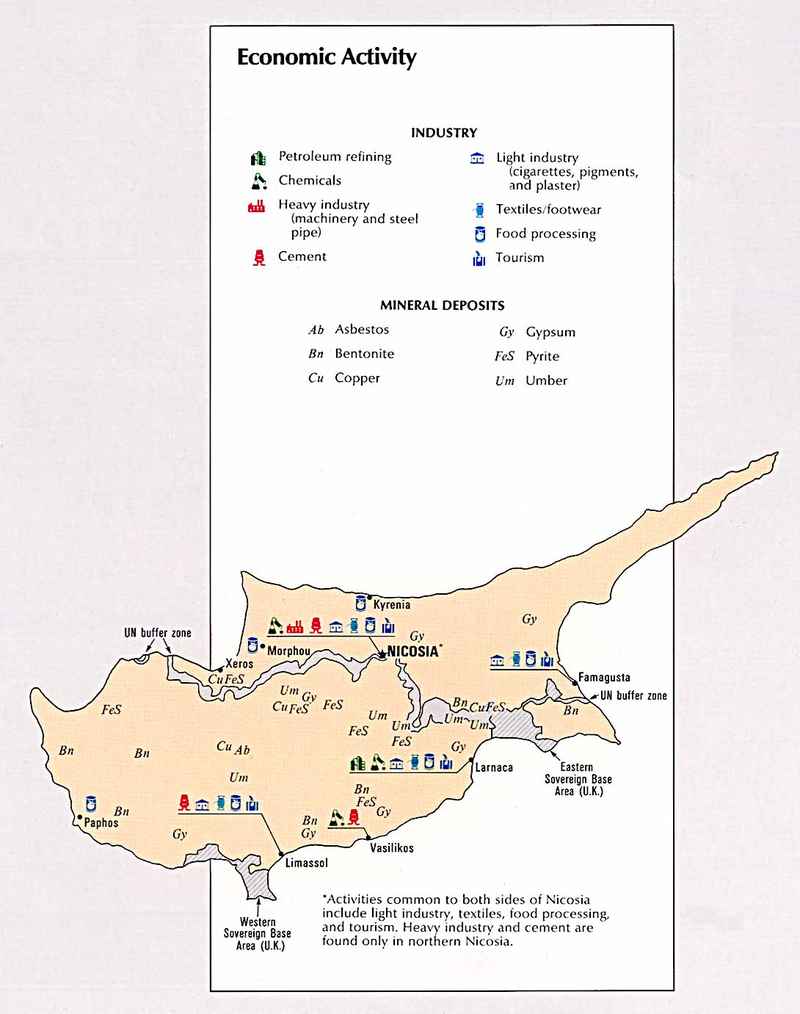 Economic Activity
INDUSTRY
Petroleum refining
Chemicals
Heavy industry
(machinery and steel
pipe)
Cement
Light industry
(cigarettes, pigments,
and plaster)
Textiles/footwear
Food processing
Tourism
MINERAL DEPOSITS
Ab Asbestos
Bn Bentonite
Cu Copper
Gy Gypsum
FeS Pyrite
Um Umber
Kyrenia
Gy
UN buffer zone
Morphou
Gy
NICOSIA*
Xeros
CuFeS
Famagusta
UN buffer zone
FeS
Um
Gy
CuFeS
FeS
Um
FeS
Um
FeS
Bn
CuFeS
Um
Um
Bn
Bn
Bn
Cu Ab
Um
Gy
Larnaca
Eastern
Sovereign Base
Area (U.K.)
Bn
FeS
Gy
Paphos
Bn
Gy
Bn
Gy
Vasilikos
Limassol
Western
Sovereign Base
Area (U.K.)
*Activities common to both sides of Nicosia
include light industry, textiles, food processing,
and tourism. Heavy industry and cement are
found only in northern Nicosia.